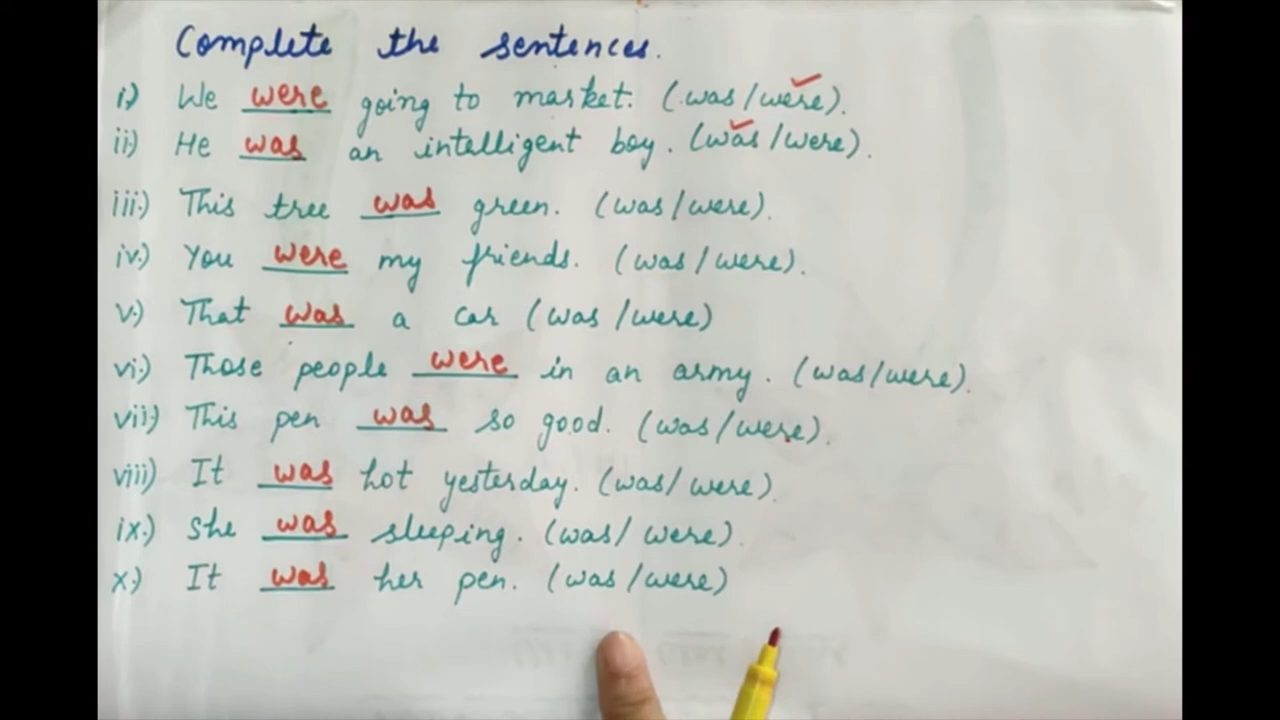 Complete the sentences.
i) We were going to market. (was/were).
ii) He was an intelligent boy. (was/were).
iii.) This tree was green. (was/were).
iv.) You were my friends. (was/were).
v.) That was a car (was/were)
vi.) Those people were in an army. (was/were).
vii.) This pen was so good. (was/were).
viii) It was hot yesterday. (was/were).
ix.) She was sleeping. (was/were).
x.) It was her pen. (was/were)